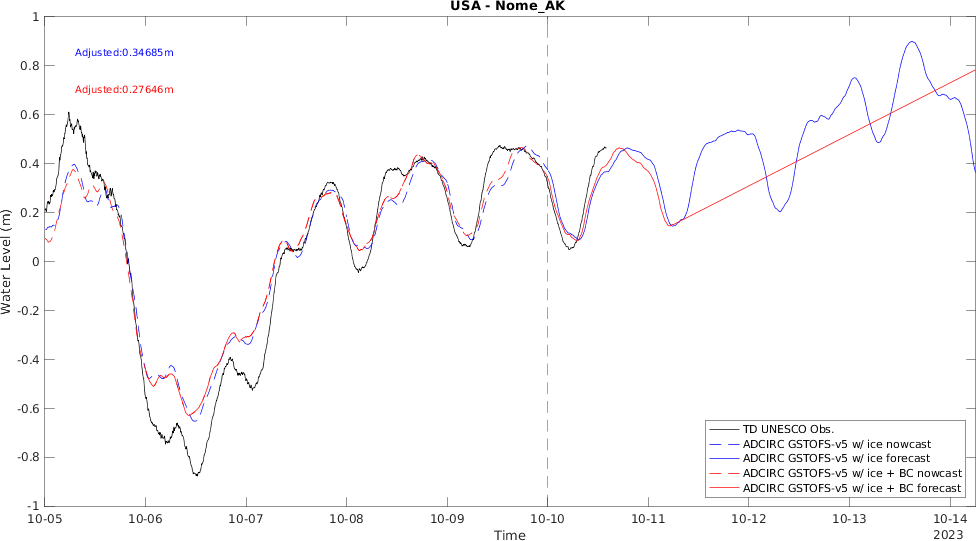 USA - Nome_AK
Adjusted:0.34685m
Adjusted:0.27646m
Water Level (m)
1
0.8
0.6
0.4
0.2
0
-0.2
-0.4
-0.6
-0.8
-1
TD UNESCO Obs.
ADCIRC GSTOFS-v5 w/ ice nowcast
ADCIRC GSTOFS-v5 w/ ice forecast
ADCIRC GSTOFS-v5 w/ ice + BC nowcast
ADCIRC GSTOFS-v5 w/ ice + BC forecast
10-05 10-06 10-07 10-08 10-09 10-10 10-11 10-12 10-13 10-14
Time
2023